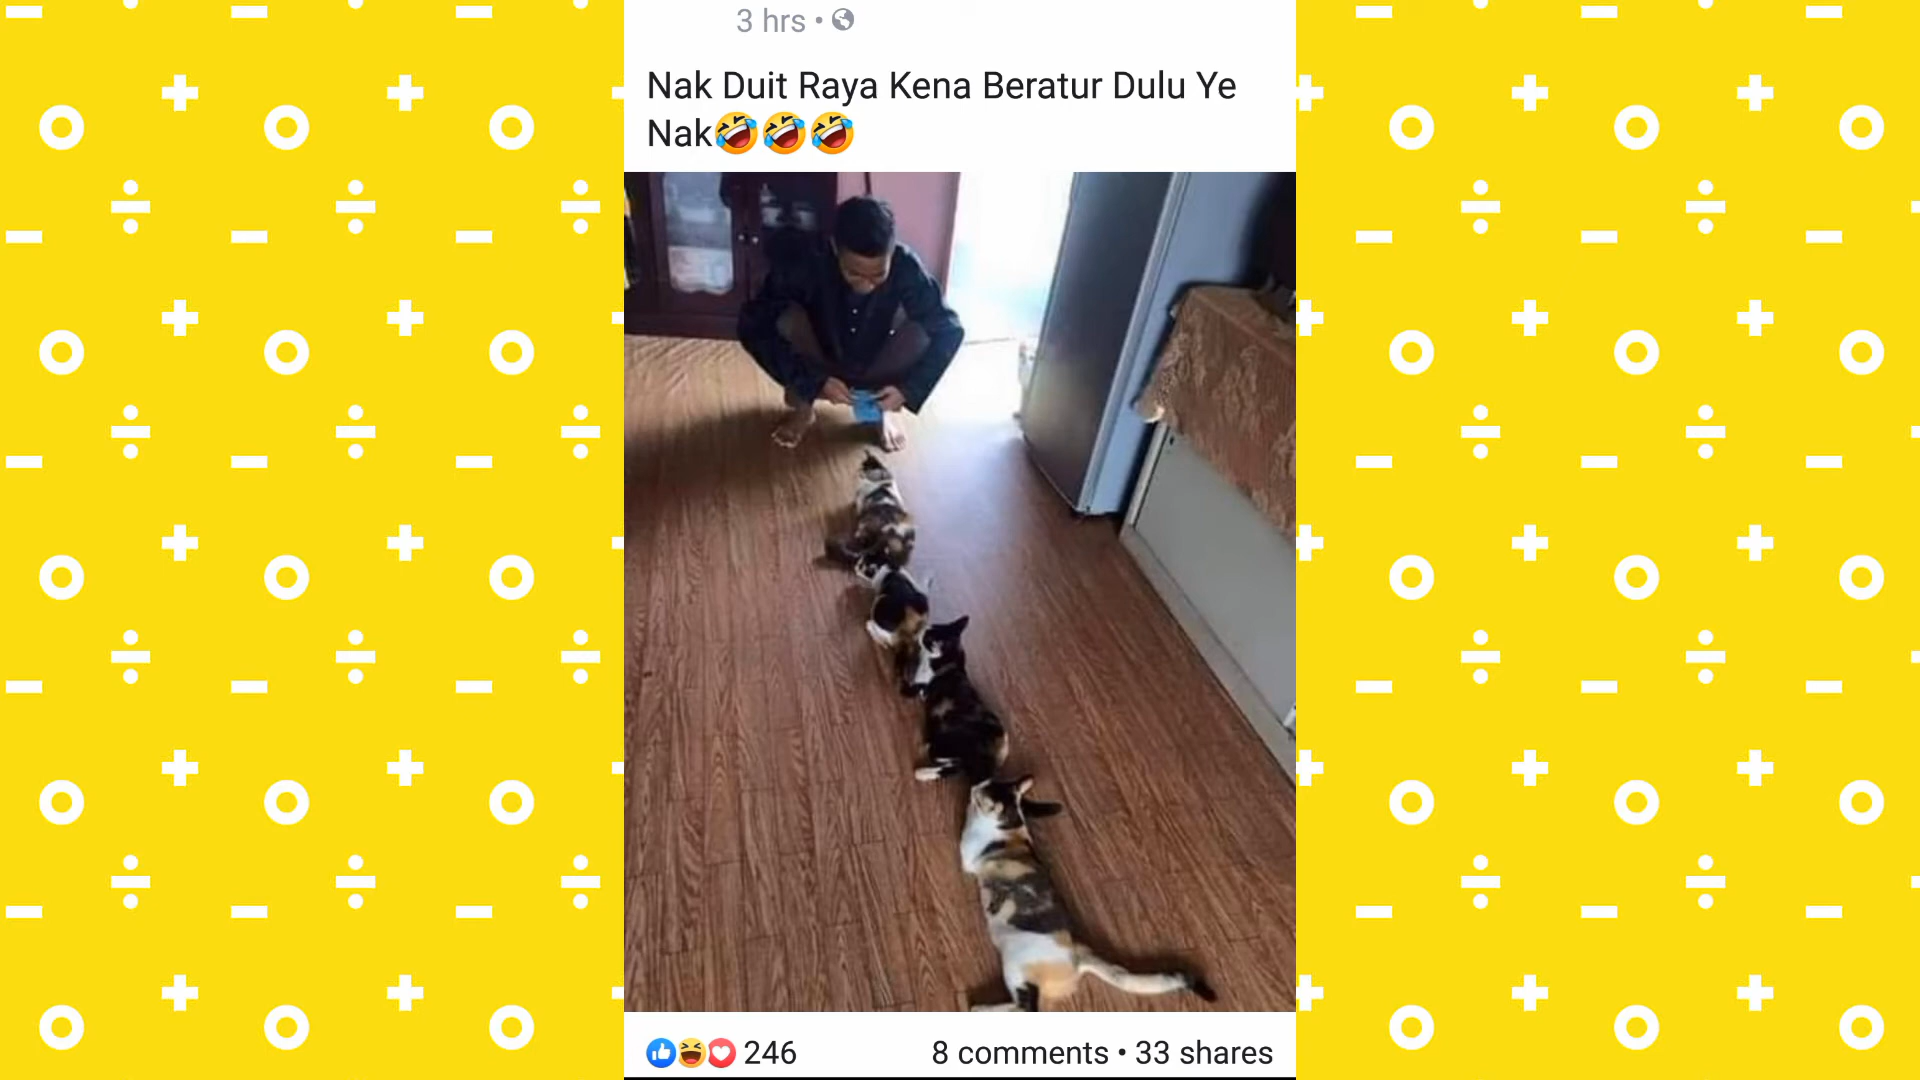 3 hrs •
Nak Duit Raya Kena Beratur Dulu Ye
Nak🤣🤣🤣
246 8 comments • 33 shares